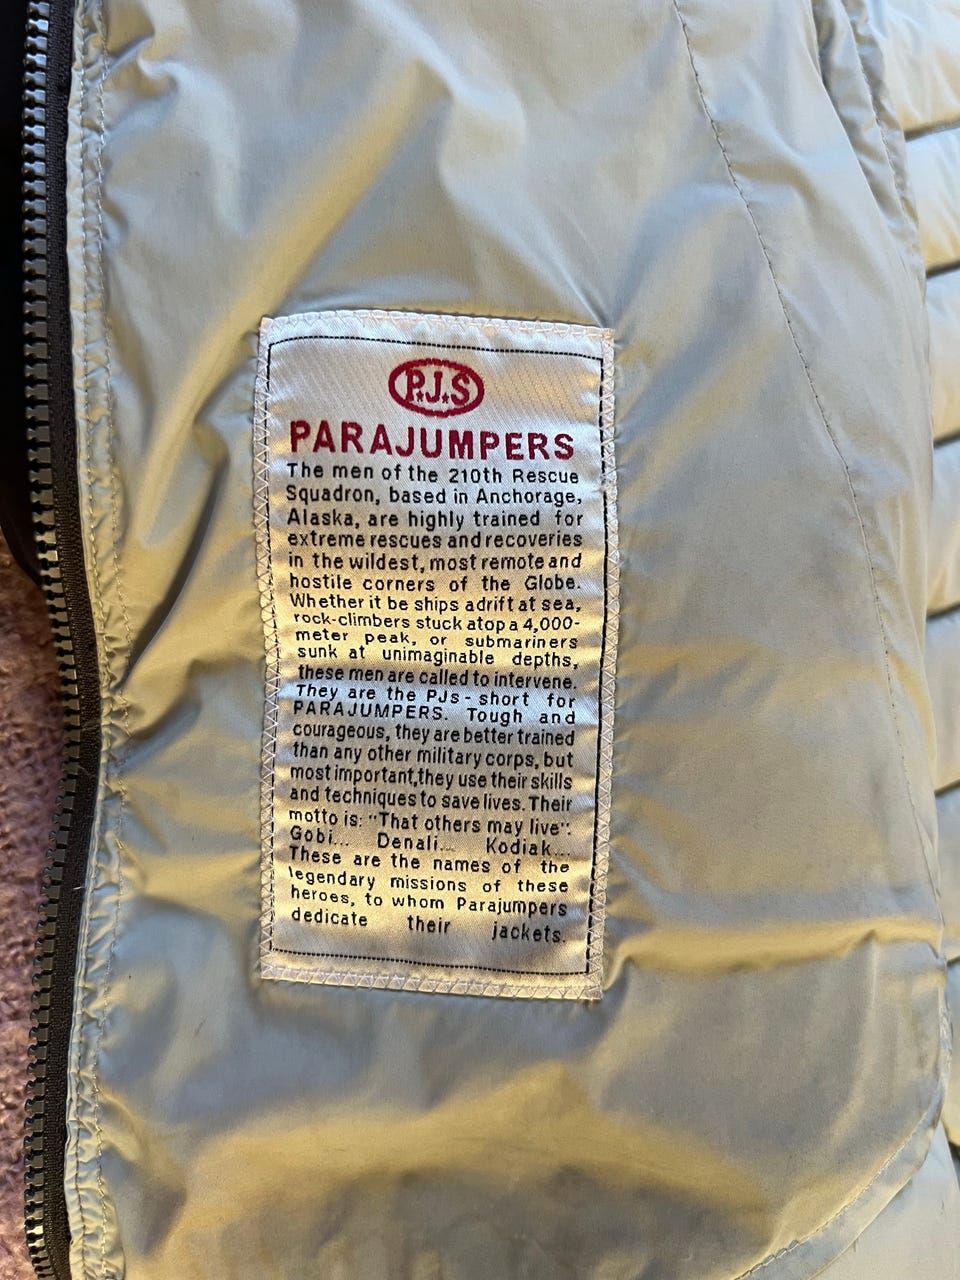 P.J.S
PARAJUMPERS
The men of the 210th Rescue
Squadron, based in Anchorage,
Alaska, are highly trained for
extreme rescues and recoveries
in the wildest, most remote and
hostile corners of the Globe.
Whether it be ships adrift at sea,
rock-climbers stuck atop a 4,000-
meter peak, or submariners
sunk at unimaginable depths,
these men are called to intervene.
They are the PJs - short for
PARAJUMPERS. Tough and
courageous, they are better trained
than any other military corps, but
most important,they use their skills
and techniques to save lives. Their
motto is: "That others may live".
Gobi... Denali... Kodiak...
These are the names of the
legendary missions of these
heroes, to whom Parajumpers
dedicate their jackets.